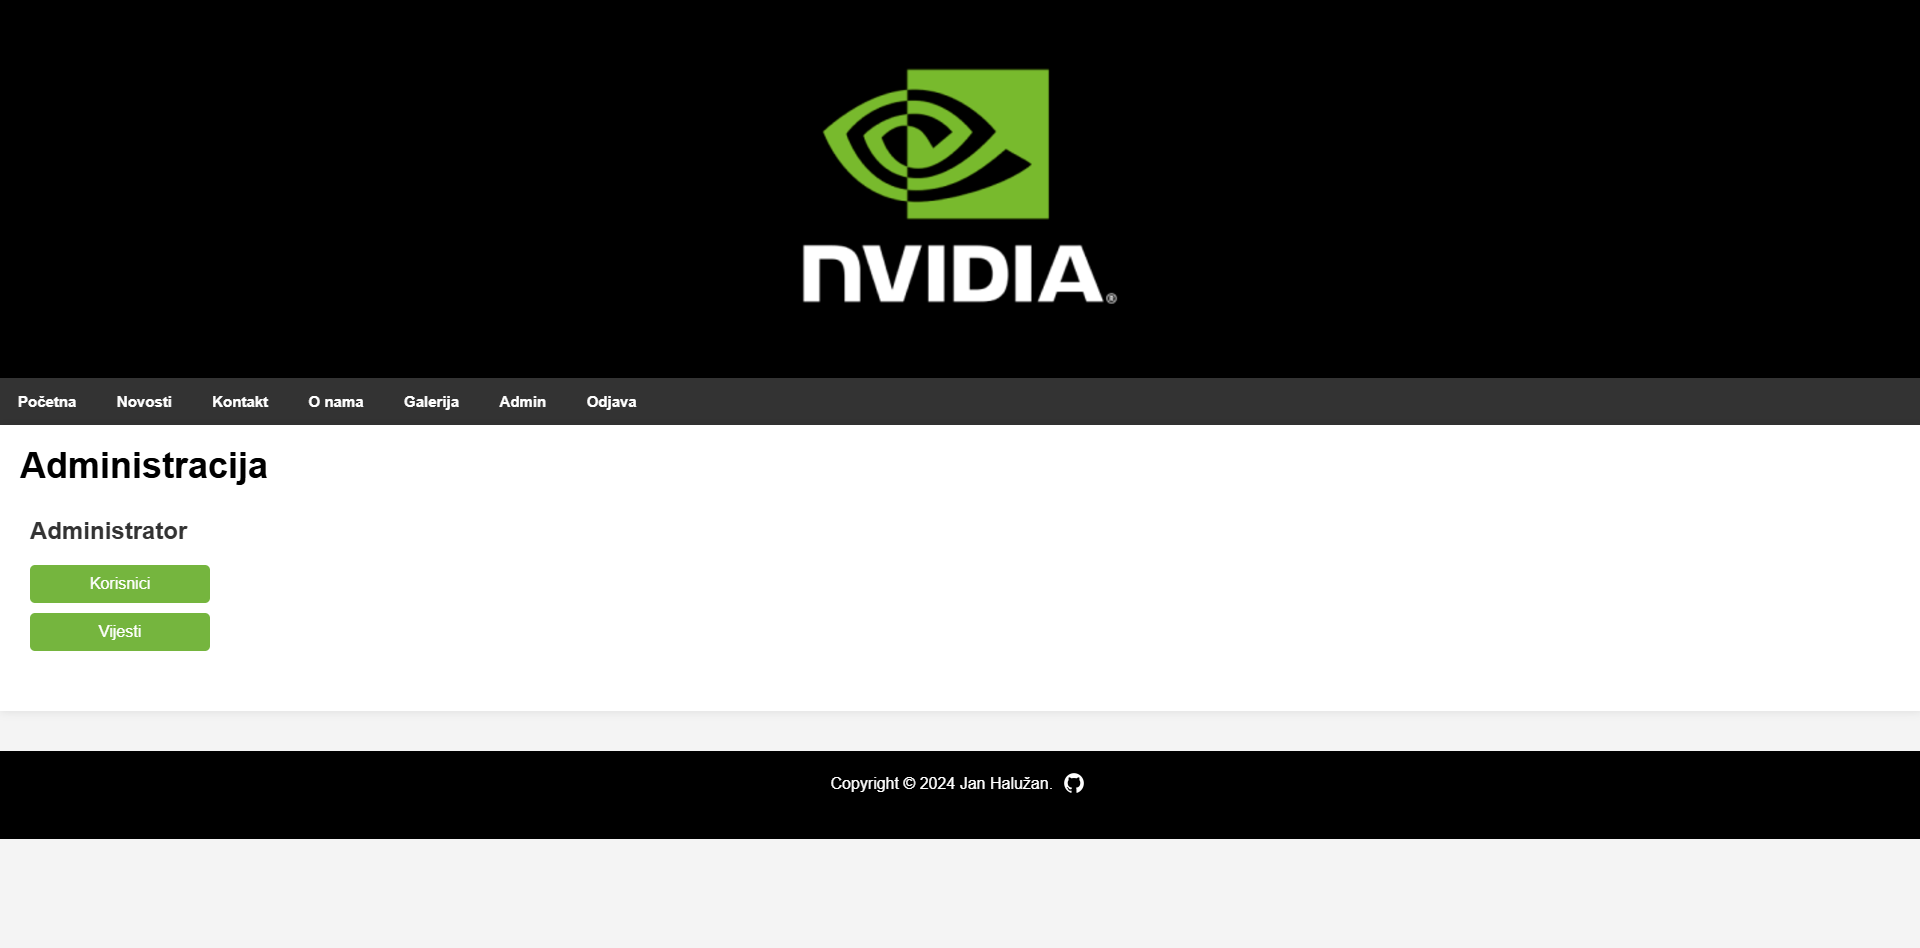 NVIDIA®
Početna Novosti Kontakt O nama Galerija Admin Odjava
Administracija
Administrator
Korisnici
Vijesti
Copyright © 2024 Jan Halužan.